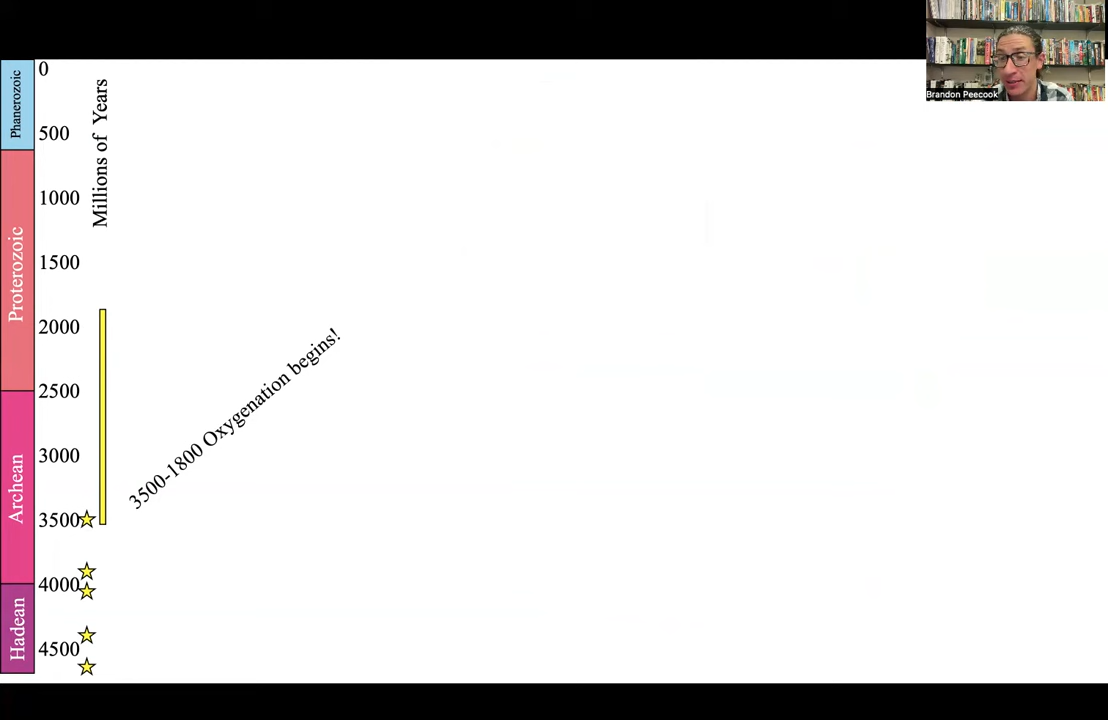 Brandon Peecook
Phanerozoic
Proterozoic
Archean
Hadean
0
500
1000
1500
2000
2500
3000
3500
4000
4500
Millions of Years
3500-1800 Oxygenation begins!